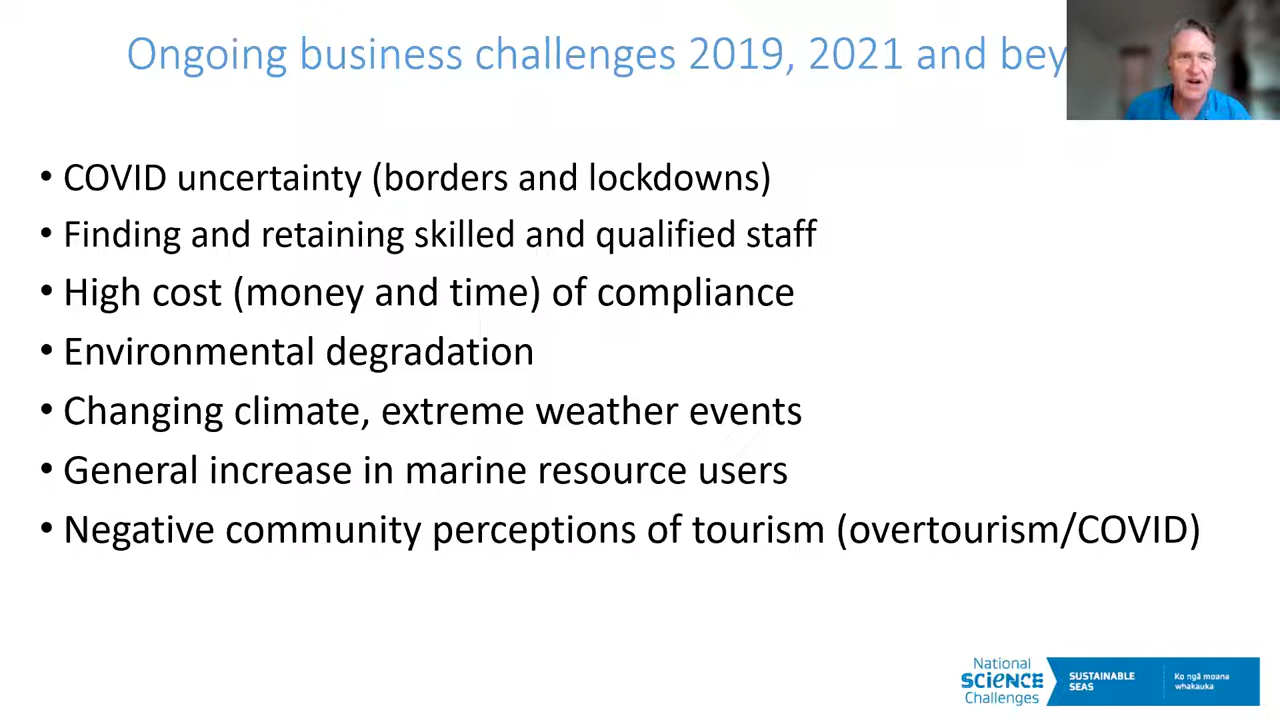 Ongoing business challenges 2019, 2021 and bey
• COVID uncertainty (borders and lockdowns)
• Finding and retaining skilled and qualified staff
• High cost (money and time) of compliance
• Environmental degradation
• Changing climate, extreme weather events
• General increase in marine resource users
• Negative community perceptions of tourism (overtourism/COVID)
National
SCIENCE
Challenges
SUSTAINABLE
SEAS
Ko ngā moana
whakauka